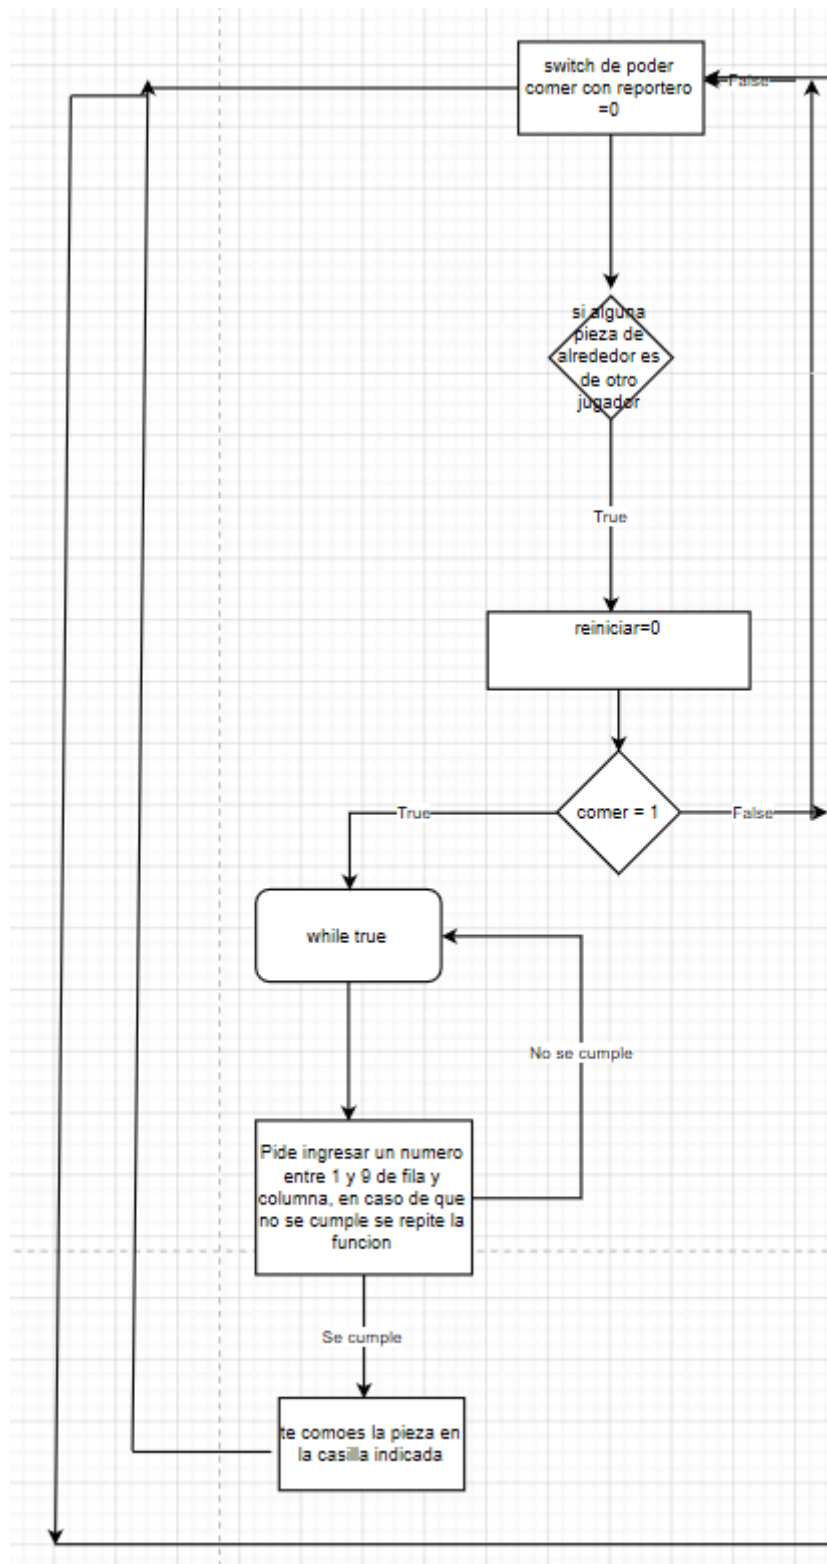 switch de poder
comer con reportero
=0
False
si alguna
pieza de
alrededor es
de otro
jugador
True
reiniciar=0
True
comer = 1
False
while true
No se cumple
Pide ingresar un numero
entre 1 y 9 de fila y
columna, en caso de que
no se cumple se repite la
funcion
Se cumple
te comoes la pieza en
la casilla indicada